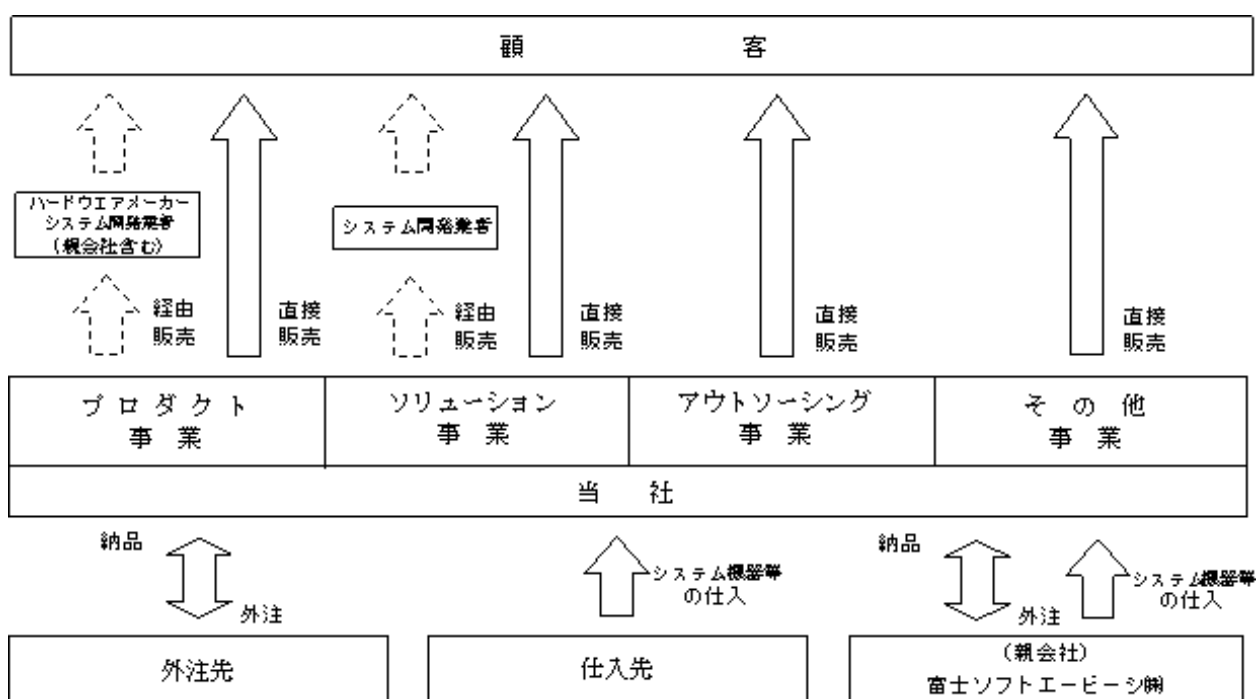 顧 客
ハードウエアメーカー
システム開発業者
(親会社含む)
システム開発業者
経由
販売
直接
販売
経由
販売
直接
販売
直接
販売
直接
販売
プロダクト
事業
ソリューション
事業
アウトソーシング
事業
その他
事業
当 社
納品
外注
システム機器等
の仕入
納品
外注
システム機器等
の仕入
外注先
仕入先
(親会社)
富士ソフトエービーシ㈱